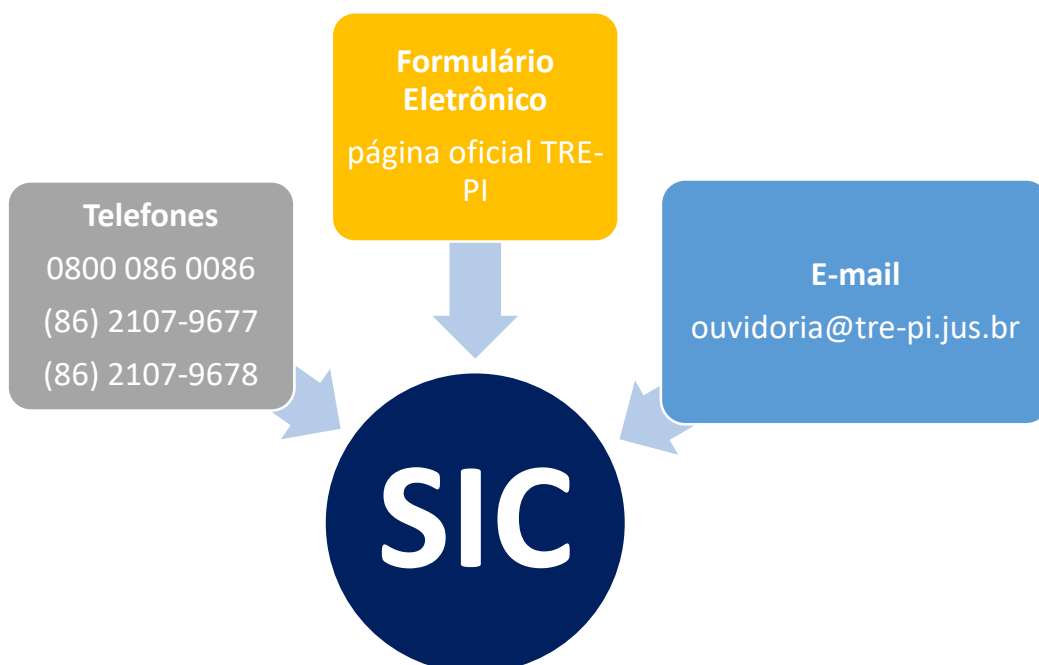 Formulário
Eletrônico
página oficial TRE-
PI
Telefones
0800 086 0086
(86) 2107-9677
(86) 2107-9678
E-mail
ouvidoria@tre-pi.jus.br
SIC